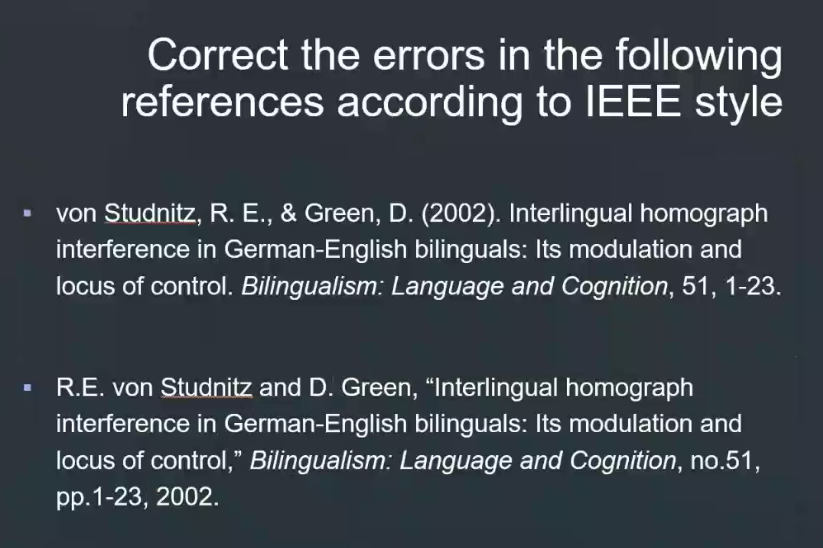 Correct the errors in the following
references according to IEEE style
▪ von Studnitz, R. E., & Green, D. (2002). Interlingual homograph
interference in German-English bilinguals: Its modulation and
locus of control. Bilingualism: Language and Cognition, 51, 1-23.
▪ R.E. von Studnitz and D. Green, “Interlingual homograph
interference in German-English bilinguals: Its modulation and
locus of control,” Bilingualism: Language and Cognition, no.51,
pp.1-23, 2002.